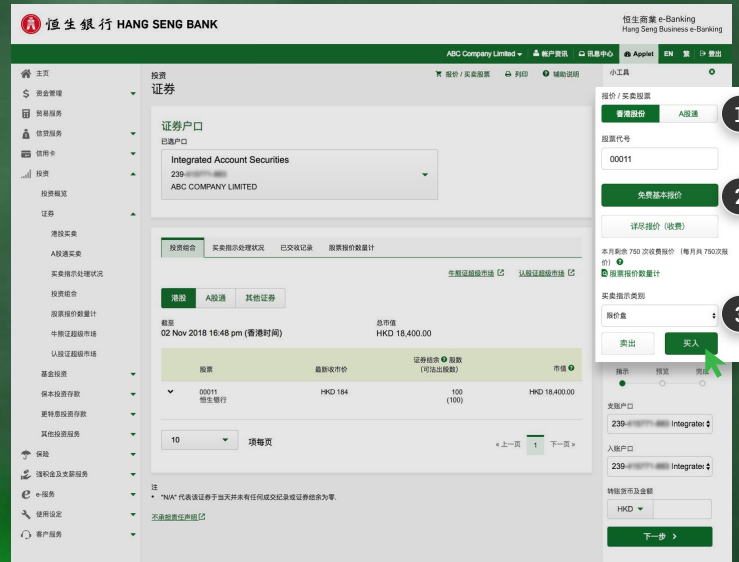 恒生銀行 HANG SENG BANK
恒生商業 e-Banking
Hang Seng Business e-Banking
ABC Company Limited
帐户资讯
讯息中心
Applet
EN
繁
登出
主页
资金管理
贸易服务
信贷服务
信用卡
投资
投资概览
证券
港股买卖
A股通买卖
买卖指示处理状况
投资组合
股票报价数量计
牛熊证超级市场
认股证超级市场
基金投资
保本投资存款
更特息投资存款
其他投资服务
保险
强积金及支薪服务
e-服务
使用设定
客户服务
投资
证券
报价 / 买卖股票
列印
辅助说明
证券户口
已选户口
Integrated Account Securities
239-
ABC COMPANY LIMITED
投资组合 买卖指示处理状况 已交收记录 股票报价数量计
牛熊证超级市场 认股证超级市场
港股 A股通 其他证券
截至
02 Nov 2018 16:48 pm (香港时间)
总市值
HKD 18,400.00
股票 最新收市价 证券结余 股数
(可沽出股数) 市值
00011 HKD 184 100 HKD 18,400.00
恒生银行 (100)
10 项每页
« 上一页 1 下一页 »
注
• "N/A" 代表该证券于当天并未有任何成交纪录或证券结余为零.
不承担责任声明
小工具
报价 / 买卖股票
香港股份 A股通
1
股票代号
00011
免费基本报价
2
详尽报价（收费）
本月剩余 750 次收费报价 （每月共 750次报
价）
股票报价数量计
买卖指示类别
限价盘
3
卖出 买入
指示 预览 完成
支账户口
239- Integrate
入账户口
239- Integrate
转账货币及金额
HKD
下一步 >